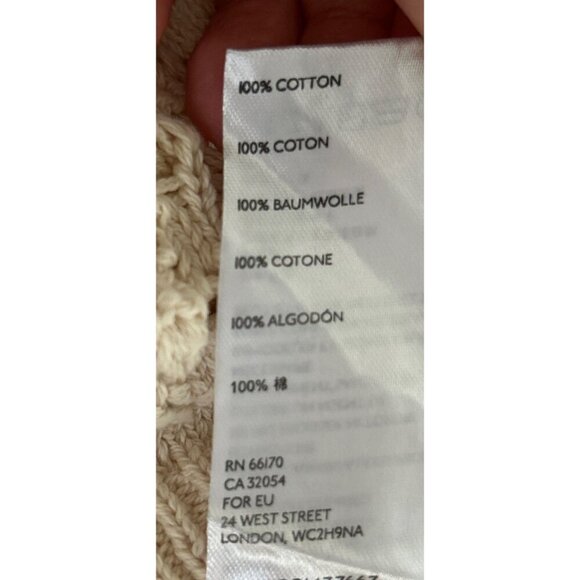 100% COTTON
100% COTON
100% BAUMWOLLE
100% COTONE
100% ALGODÓN
100% 棉
RN 66170
CA 32054
FOR EU
24 WEST STREET
LONDON, WC2H9NA